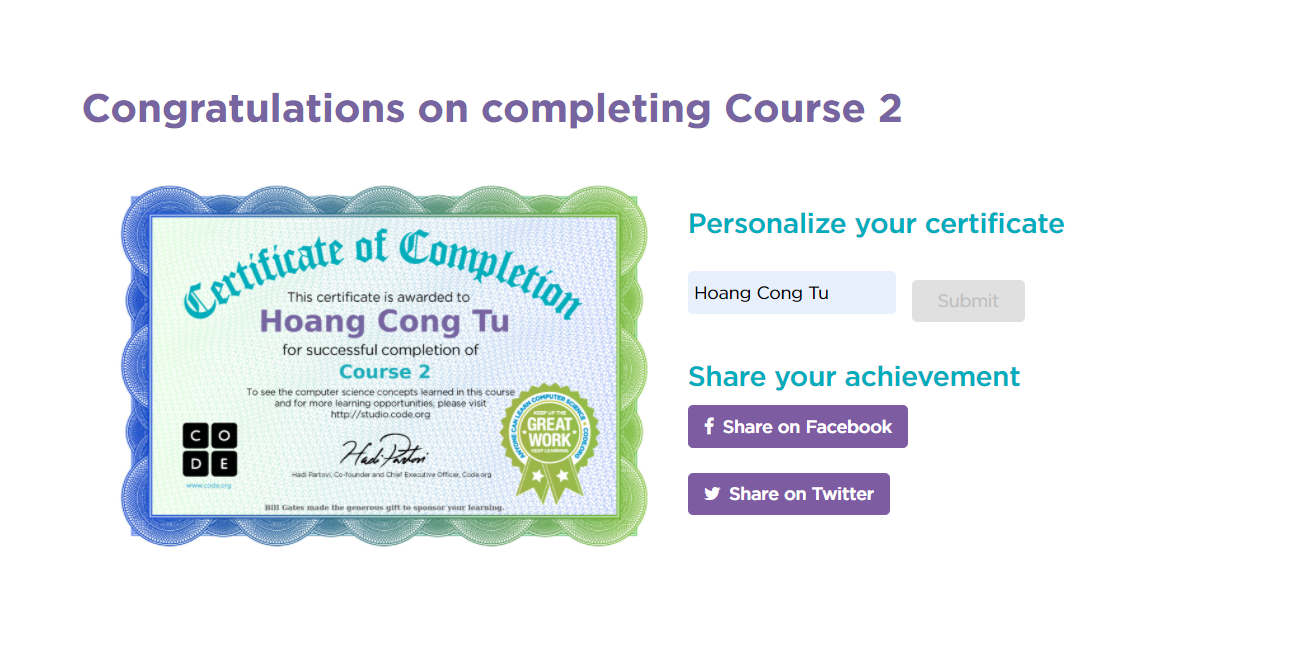 Congratulations on completing Course 2
Certificate of Completion
This certificate is awarded to
Hoang Cong Tu
for successful completion of
Course 2
To see the computer science concepts learned in this course
and for more learning opportunities, please visit
http://studio.code.org
C O
D E
www.code.org
Hadi Partovi
Hadi Partovi, Co-founder and Chief Executive Officer, Code.org
ANYONE CAN LEARN COMPUTER SCIENCE
CODE.ORG
KEEP UP THE
GREAT
WORK
KEEP LEARNING
Bill Gates made the generous gift to sponsor your learning.
Personalize your certificate
Hoang Cong Tu
Submit
Share your achievement
Share on Facebook
Share on Twitter